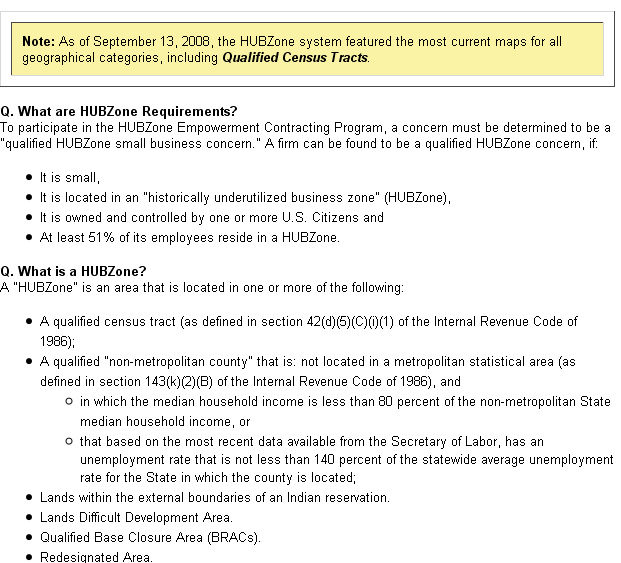 Note: As of September 13, 2008, the HUBZone system featured the most current maps for all
geographical categories, including Qualified Census Tracts.
Q. What are HUBZone Requirements?
To participate in the HUBZone Empowerment Contracting Program, a concern must be determined to be a
"qualified HUBZone small business concern." A firm can be found to be a qualified HUBZone concern, if:
• It is small,
• It is located in an "historically underutilized business zone" (HUBZone),
• It is owned and controlled by one or more U.S. Citizens and
• At least 51% of its employees reside in a HUBZone.
Q. What is a HUBZone?
A "HUBZone" is an area that is located in one or more of the following:
• A qualified census tract (as defined in section 42(d)(5)(C)(i)(1) of the Internal Revenue Code of
1986);
• A qualified "non-metropolitan county" that is: not located in a metropolitan statistical area (as
defined in section 143(k)(2)(B) of the Internal Revenue Code of 1986), and
○ in which the median household income is less than 80 percent of the non-metropolitan State
median household income, or
○ that based on the most recent data available from the Secretary of Labor, has an
unemployment rate that is not less than 140 percent of the statewide average unemployment
rate for the State in which the county is located;
• Lands within the external boundaries of an Indian reservation.
• Lands Difficult Development Area.
• Qualified Base Closure Area (BRACs).
• Redesignated Area.